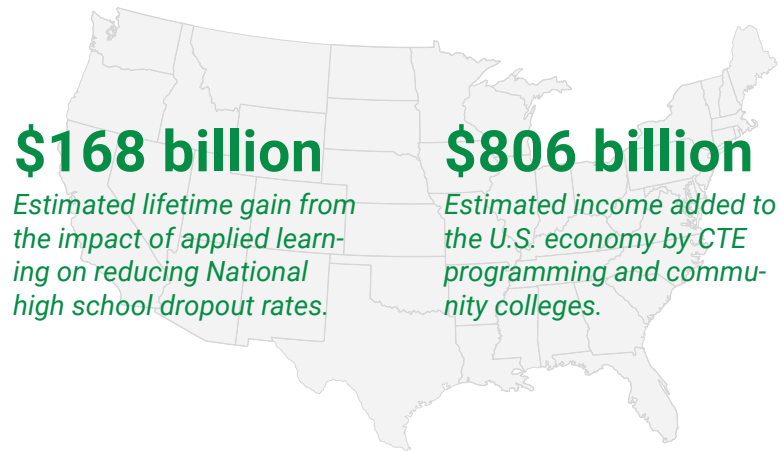 $168 billion
Estimated lifetime gain from
the impact of applied learn-
ing on reducing National
high school dropout rates.
$806 billion
Estimated income added to
the U.S. economy by CTE
programming and commu-
nity colleges.